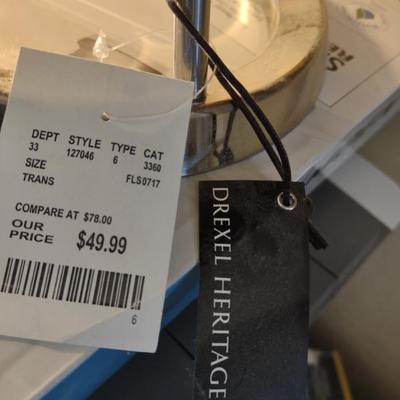 DEPT STYLE TYPE CAT
33 127046 6 3360
SIZE
TRANS FLS0717
COMPARE AT $78.00
OUR
PRICE $49.99
6
DREXEL HERITAGE